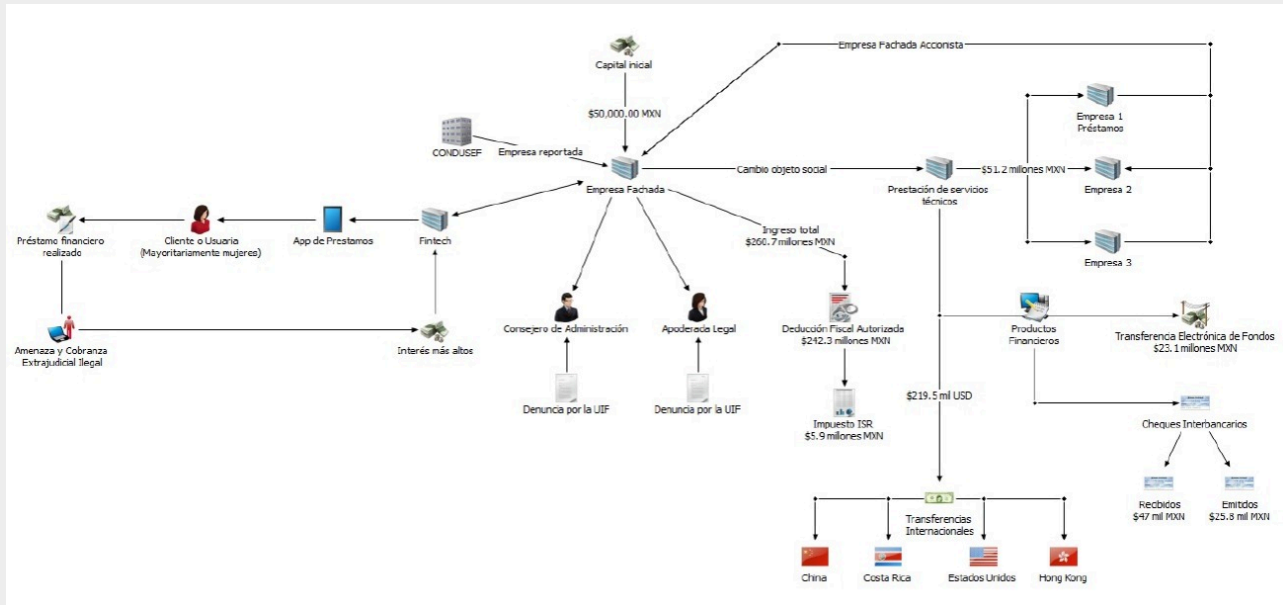 Capital inicial
$50,000.00 MXN
Empresa Fachada Accionista
CONDUSEF
Empresa reportada
Empresa Fachada
Cambio objeto social
Prestación de servicios
técnicos
$51.2 millones MXN
Empresa 1
Préstamos
Empresa 2
Empresa 3
Préstamo financiero
realizado
Cliente o Usuaria
(Mayoritariamente mujeres)
App de Prestamos
Fintech
Amenaza y Cobranza
Extrajudicial Ilegal
Interés más altos
Consejero de Administración
Apoderada Legal
Denuncia por la UIF
Denuncia por la UIF
Ingreso total
$260.7 millones MXN
Deducción Fiscal Autorizada
$242.3 millones MXN
Impuesto ISR
$5.9 millones MXN
Productos
Financieros
Transferencia Electrónica de Fondos
$23.1 millones MXN
$219.5 mil USD
Cheques Interbancarios
Recibidos
$47 mil MXN
Emitidos
$25.8 mil MXN
Transferencias
Internacionales
China
Costa Rica
Estados Unidos
Hong Kong